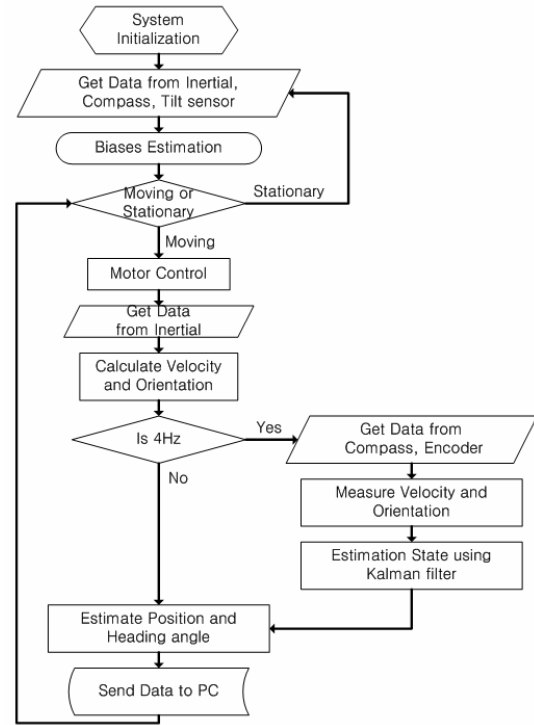 System
Initialization
Get Data from Inertial,
Compass, Tilt sensor
Biases Estimation
Moving or
Stationary
Stationary
Moving
Motor Control
Get Data
from Inertial
Calculate Velocity
and Orientation
Is 4Hz
Yes
No
Get Data from
Compass, Encoder
Measure Velocity and
Orientation
Estimation State using
Kalman filter
Estimate Position and
Heading angle
Send Data to PC